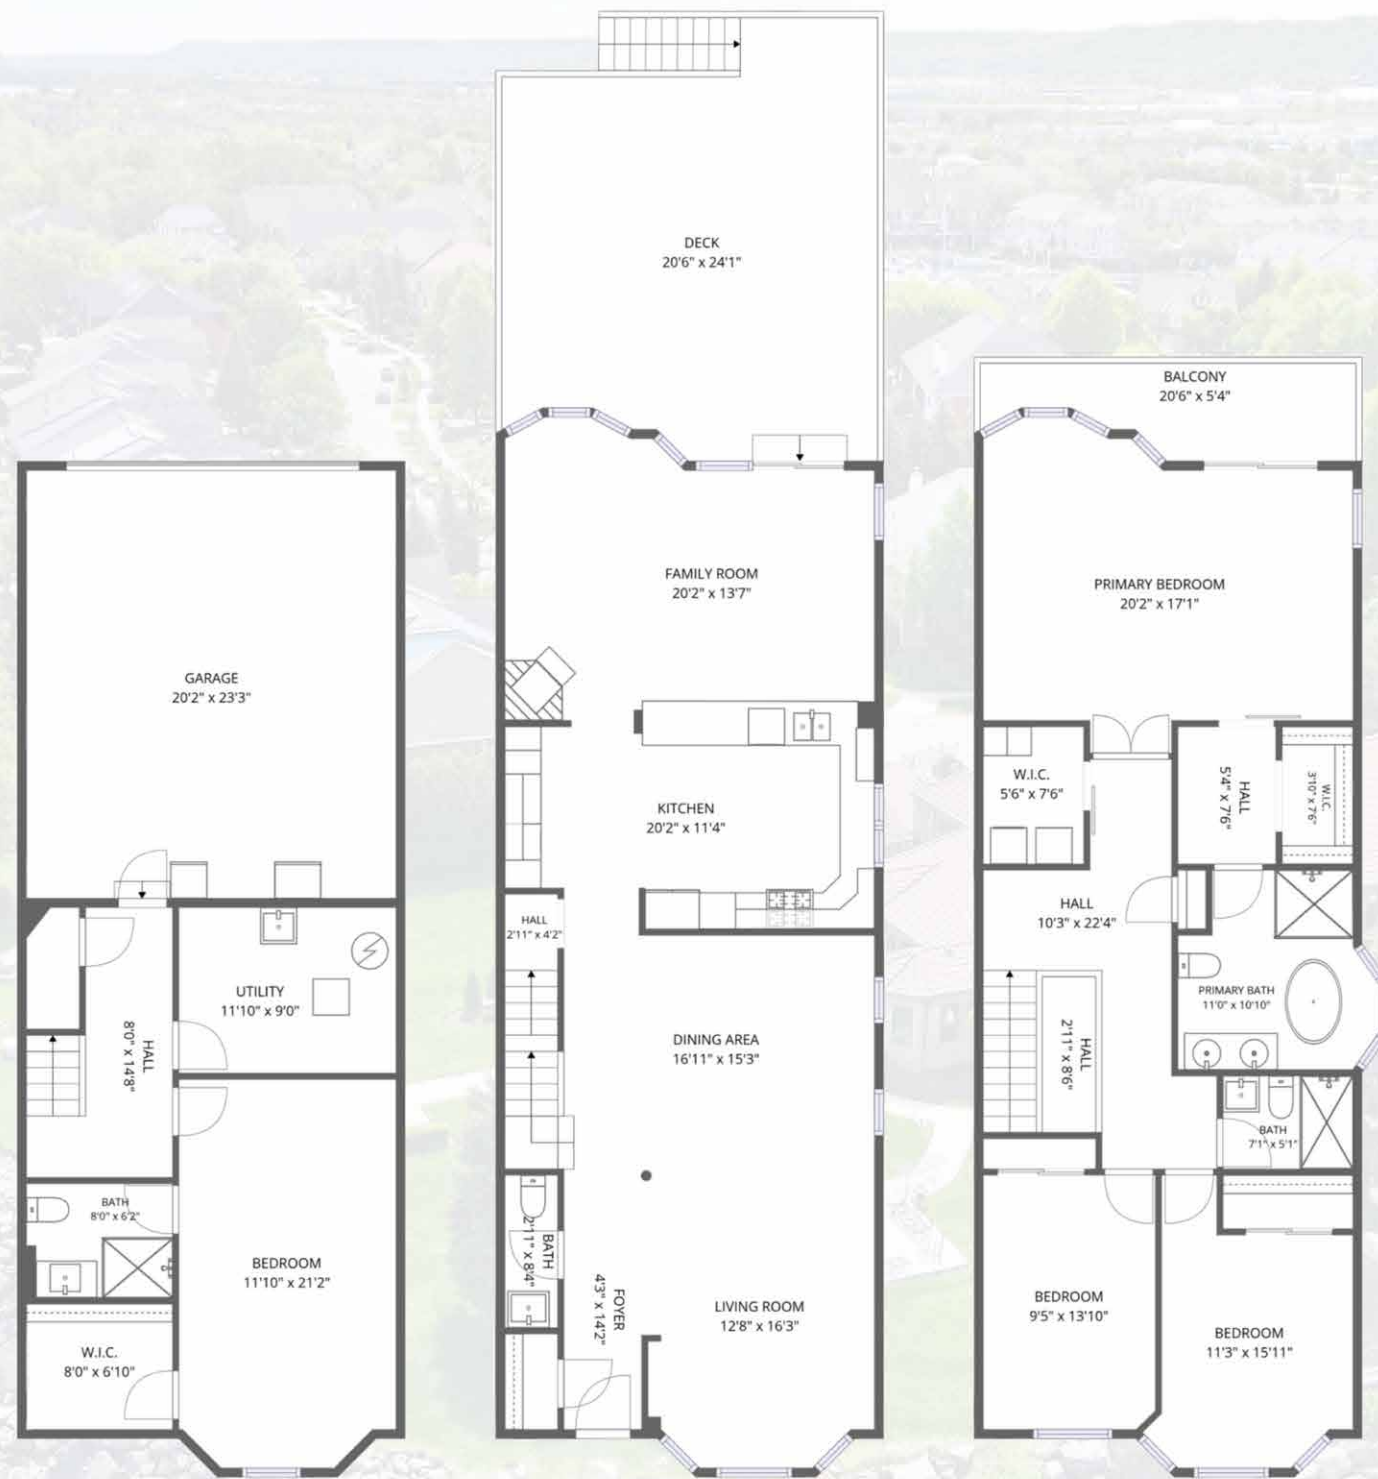 GARAGE
20'2" x 23'3"
UTILITY
11'10" x 9'0"
HALL
8'0" x 14'8"
BATH
8'0" x 6'2"
BEDROOM
11'10" x 21'2"
W.I.C.
8'0" x 6'10"
DECK
20'6" x 24'1"
FAMILY ROOM
20'2" x 13'7"
KITCHEN
20'2" x 11'4"
HALL
2'11" x 4'2"
DINING AREA
16'11" x 15'3"
BATH
2'11" x 8'4"
FOYER
4'3" x 14'2"
LIVING ROOM
12'8" x 16'3"
BALCONY
20'6" x 5'4"
PRIMARY BEDROOM
20'2" x 17'1"
W.I.C.
5'6" x 7'6"
HALL
5'4" x 7'6"
W.I.C.
3'10" x 7'6"
HALL
10'3" x 22'4"
PRIMARY BATH
11'0" x 10'10"
HALL
2'11" x 8'6"
BATH
7'1" x 5'1"
BEDROOM
9'5" x 13'10"
BEDROOM
11'3" x 15'11"